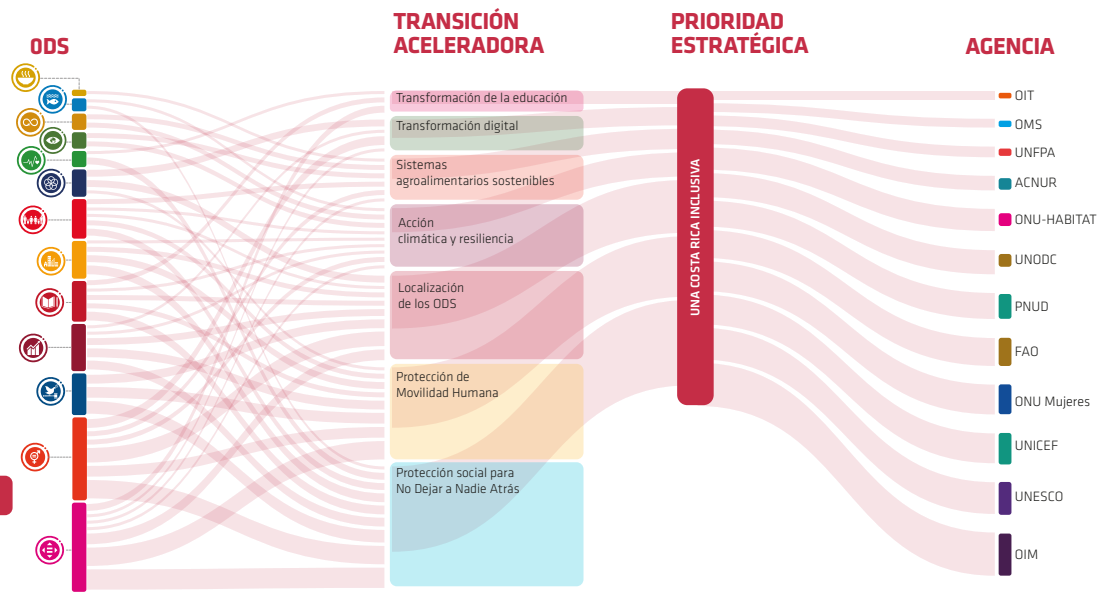 ODS
TRANSICIÓN
ACELERADORA
PRIORIDAD
ESTRATÉGICA
AGENCIA
Transformación de la educación
Transformación digital
Sistemas
agroalimentarios sostenibles
Acción
climática y resiliencia
Localización
de los ODS
Protección de
Movilidad Humana
Protección social para
No Dejar a Nadie Atrás
UNA COSTA RICA INCLUSIVA
OIT
OMS
UNFPA
ACNUR
ONU-HABITAT
UNODC
PNUD
FAO
ONU Mujeres
UNICEF
UNESCO
OIM